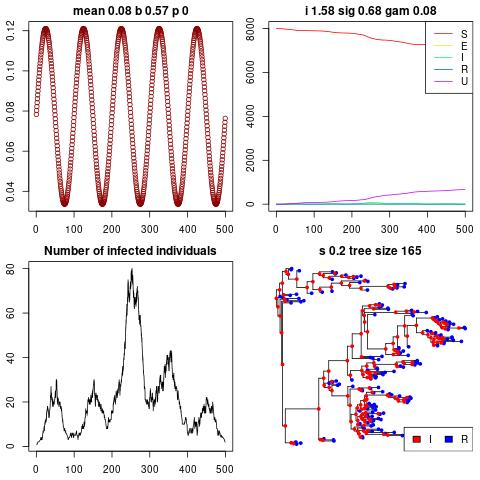 mean 0.08 b 0.57 p 0
0.04 0.06 0.08 0.10 0.12
0 100 200 300 400 500
i 1.58 sig 0.68 gam 0.08
0 2000 4000 6000 8000
S
E
I
R
U
0 100 200 300 400 500
Number of infected individuals
0 20 40 60 80
0 100 200 300 400 500
s 0.2 tree size 165
I R